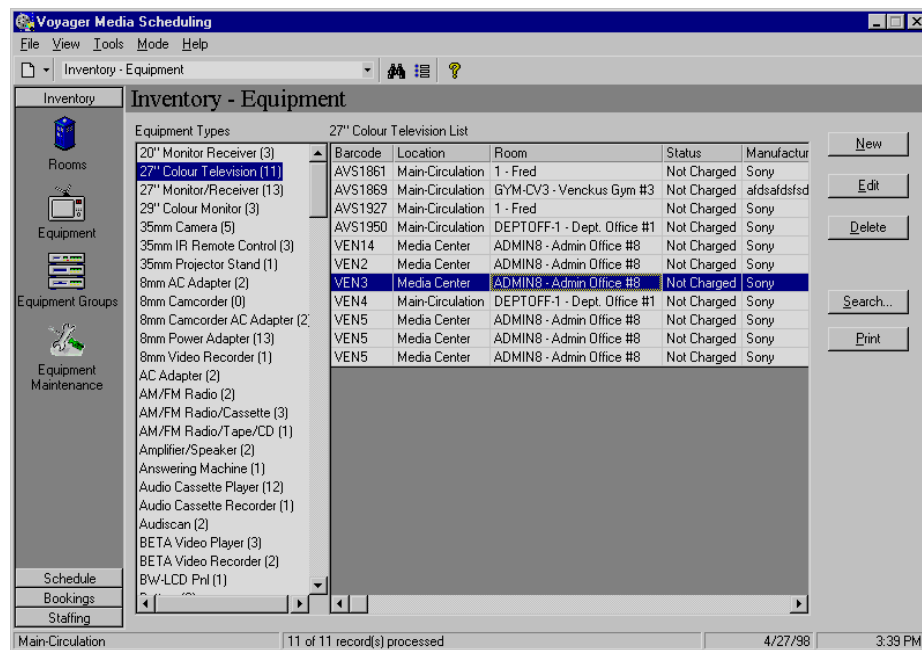 Voyager Media Scheduling
File View Tools Mode Help
Inventory - Equipment
Inventory
Rooms
Equipment
Equipment Groups
Equipment
Maintenance
Schedule
Bookings
Staffing
Inventory - Equipment
Equipment Types
20" Monitor Receiver (3)
27" Colour Television (11)
27" Monitor/Receiver (13)
29" Colour Monitor (3)
35mm Camera (5)
35mm IR Remote Control (3)
35mm Projector Stand (1)
8mm AC Adapter (2)
8mm Camcorder (0)
8mm Camcorder AC Adapter (2
8mm Power Adapter (13)
8mm Video Recorder (1)
AC Adapter (2)
AM/FM Radio (2)
AM/FM Radio/Cassette (3)
AM/FM Radio/Tape/CD (1)
Amplifier/Speaker (2)
Answering Machine (1)
Audio Cassette Player (12)
Audio Cassette Recorder (1)
Audiscan (2)
BETA Video Player (3)
BETA Video Recorder (2)
BW-LCD Pnl (1)
27" Colour Television List
Barcode Location Room Status Manufactur
AVS1861 Main-Circulation 1 - Fred Not Charged Sony
AVS1869 Main-Circulation GYM-CV3 - Venckus Gym #3 Not Charged afdsafdsfsd
AVS1927 Main-Circulation 1 - Fred Not Charged Sony
AVS1950 Main-Circulation DEPTOFF-1 - Dept. Office #1 Not Charged Sony
VEN14 Media Center ADMIN8 - Admin Office #8 Not Charged Sony
VEN2 Media Center ADMIN8 - Admin Office #8 Not Charged Sony
VEN3 Media Center ADMIN8 - Admin Office #8 Not Charged Sony
VEN4 Main-Circulation DEPTOFF-1 - Dept. Office #1 Not Charged Sony
VEN5 Media Center ADMIN8 - Admin Office #8 Not Charged Sony
VEN5 Media Center ADMIN8 - Admin Office #8 Not Charged Sony
VEN5 Media Center ADMIN8 - Admin Office #8 Not Charged Sony
New
Edit
Delete
Search...
Print
Main-Circulation 11 of 11 record(s) processed 4/27/98 3:39 PM